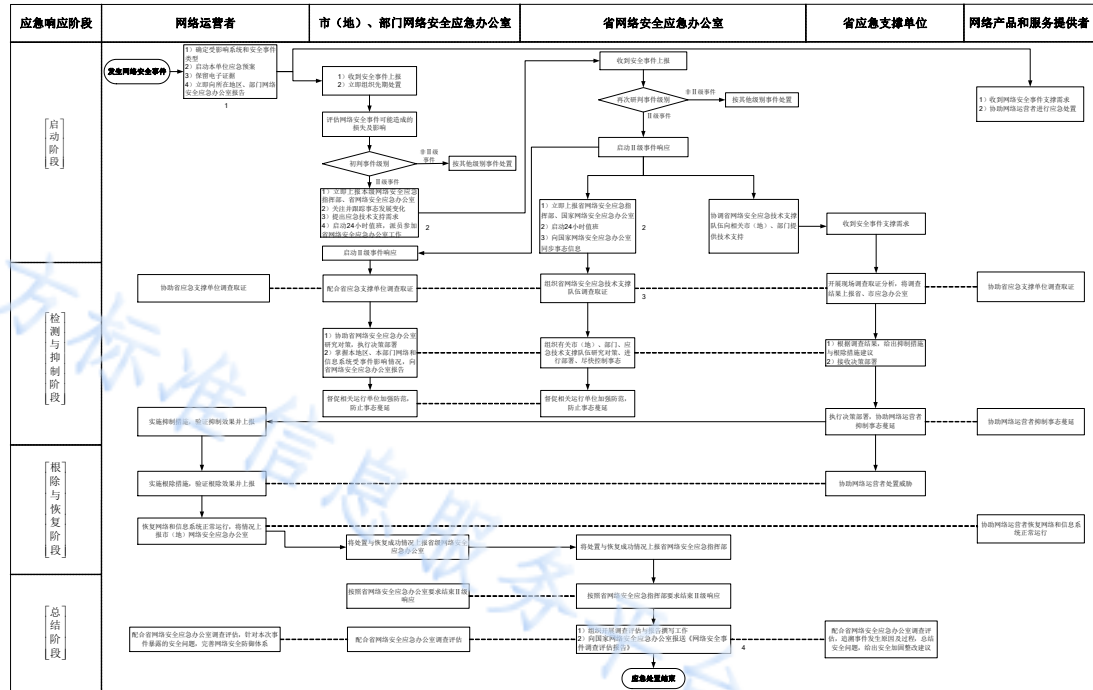 应急响应阶段
网络运营者
市（地）、部门网络安全应急办公室
省网络安全应急办公室
省应急支撑单位
网络产品和服务提供者
启动阶段
发生网络安全事件
1）确定受影响系统和安全事件
类型
2）启动本单位应急预案
3）保留电子证据
4）立即向所在地区、部门网络
安全应急办公室报告
1
1）收到安全事件上报
2）立即组织先期处置
评估网络安全事件可能造成的
损失及影响
初判事件级别
非Ⅱ级
事件
按其他级别事件处置
Ⅱ级事件
1）立即上报本级网络安全应急
指挥部、省网络安全应急办公室
2）关注并跟踪事态发展变化
3）提出应急技术支持需求
4）启动24小时值班，派员参加
省网络安全应急办公室工作
2
启动Ⅱ级事件响应
收到安全事件上报
再次研判事件级别
非Ⅱ级事件
按其他级别事件处置
Ⅱ级事件
启动Ⅱ级事件响应
1）立即上报省网络安全应急指
挥部、国家网络安全应急办公室
2）启动24小时值班
3）向国家网络安全应急办公室
同步事态信息
2
协调省网络安全应急技术支撑
队伍向相关市（地）、部门提
供技术支持
收到安全事件支撑需求
1）收到网络安全事件支撑需求
2）协助网络运营者进行应急处置
检测与抑制阶段
协助省应急支撑单位调查取证
配合省应急支撑单位调查取证
组织省网络安全应急技术支撑
队伍调查取证
3
开展现场调查取证分析，将调查
结果上报省、市应急办公室
协助省应急支撑单位调查取证
1）协助省网络安全应急办公室
研究对策，执行决策部署
2）掌握本地区、本部门网络和
信息系统受事件影响情况，向
省网络安全应急办公室报告
组织有关市（地）、部门、应
急技术支撑队伍研究对策、进
行部署、尽快控制事态
1）根据调查结果，给出抑制措施
与根除措施建议
2）接收决策部署
督促相关运行单位加强防范，
防止事态蔓延
督促相关运行单位加强防范，
防止事态蔓延
实施抑制措施，验证抑制效果并上报
执行决策部署，协助网络运营者
抑制事态蔓延
协助网络运营者抑制事态蔓延
根除与恢复阶段
实施根除措施，验证根除效果并上报
协助网络运营者处置威胁
恢复网络和信息系统正常运行，将情况上
报市（地）网络安全应急办公室
协助网络运营者恢复网络和信息系
统正常运行
将处置与恢复成功情况上报省级网络安全
应急办公室
将处置与恢复成功情况上报省网络安全应急指挥部
总结阶段
按照省网络安全应急办公室要求结束Ⅱ级
响应
按照省网络安全应急指挥部要求结束Ⅱ级响应
配合省网络安全应急办公室调查评估，针对本次事
件暴露的安全问题，完善网络安全防御体系
配合省网络安全应急办公室调查评估
1）组织开展调查评估与报告撰写工作
2）向国家网络安全应急办公室报送《网络安全事
件调查评估报告》
4
配合省网络安全应急办公室调查评
估，追溯事件发生原因及过程，总结
安全问题，给出安全加固整改建议
应急处置结束
方标准信息服务平台